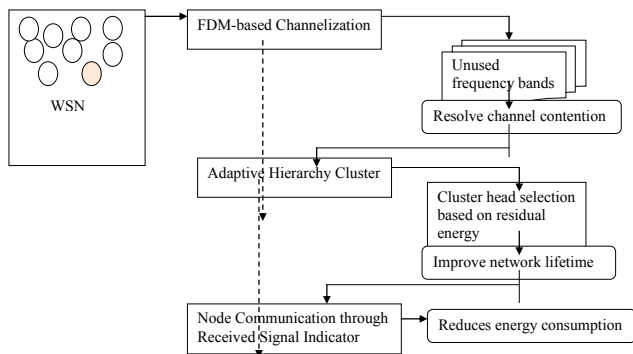 FDM-based Channelization
Unused
frequency bands
WSN
Resolve channel contention
Adaptive Hierarchy Cluster
Cluster head selection
based on residual
energy
Improve network lifetime
Node Communication through
Received Signal Indicator
Reduces energy consumption